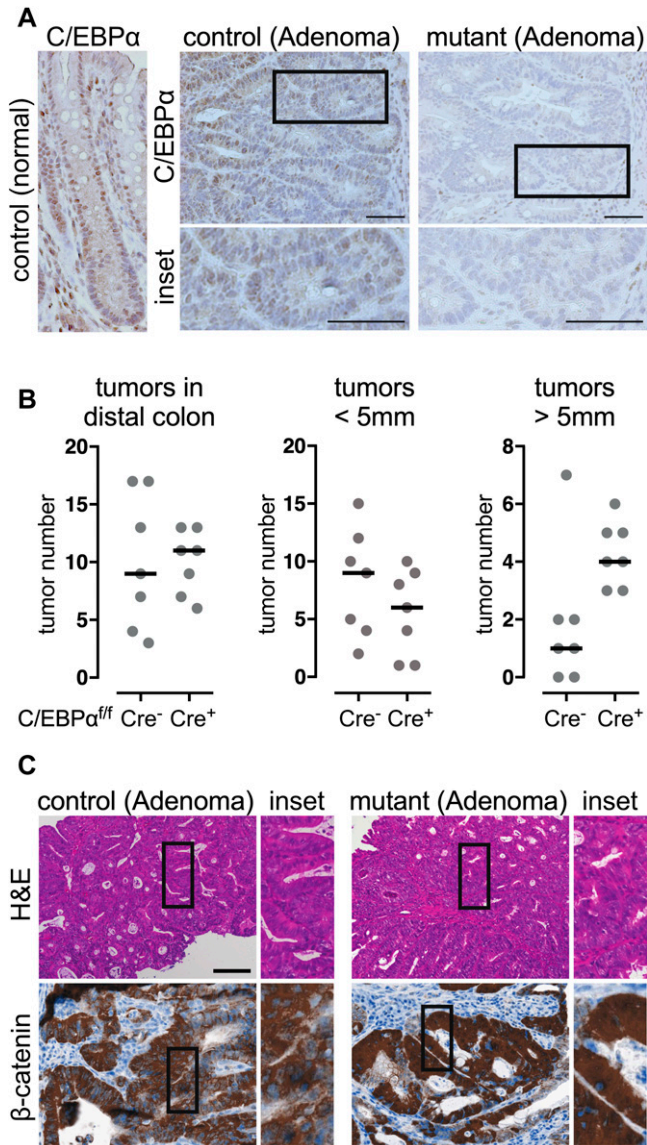 A
C/EBPα
control (Adenoma)
mutant (Adenoma)
control (normal)
C/EBPα
inset
B
tumors in
distal colon
tumors
< 5mm
tumors
> 5mm
tumor number
20
15
10
5
0
tumor number
20
15
10
5
0
tumor number
8
6
4
2
0
C/EBPα^f/f Cre⁻ Cre⁺
Cre⁻ Cre⁺
Cre⁻ Cre⁺
C
control (Adenoma)
inset
mutant (Adenoma)
inset
H&E
β-catenin